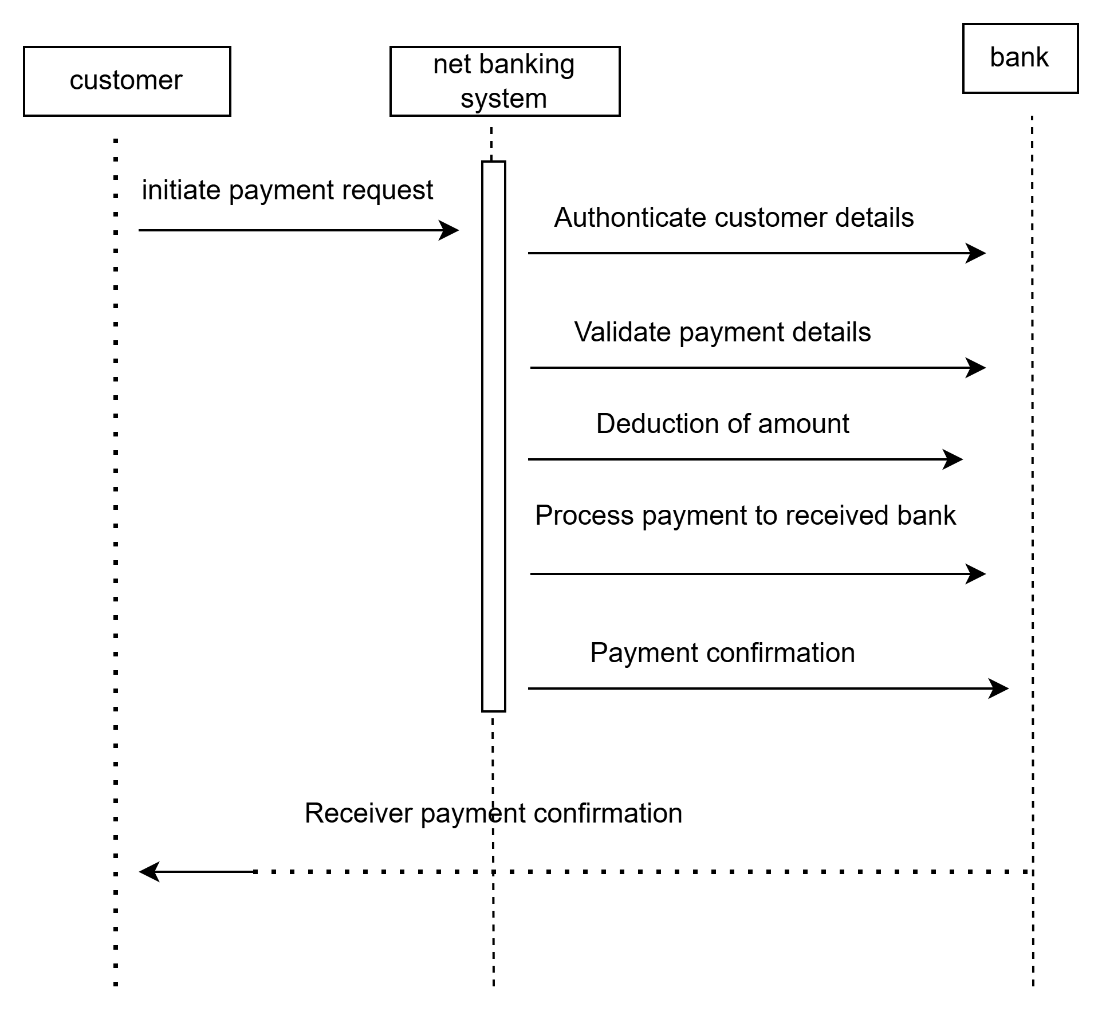 customer
net banking
system
bank
initiate payment request
Authonticate customer details
Validate payment details
Deduction of amount
Process payment to received bank
Payment confirmation
Receiver payment confirmation